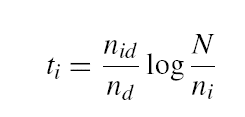 t_i = \frac{n_{id}}{n_d} \log \frac{N}{n_i}